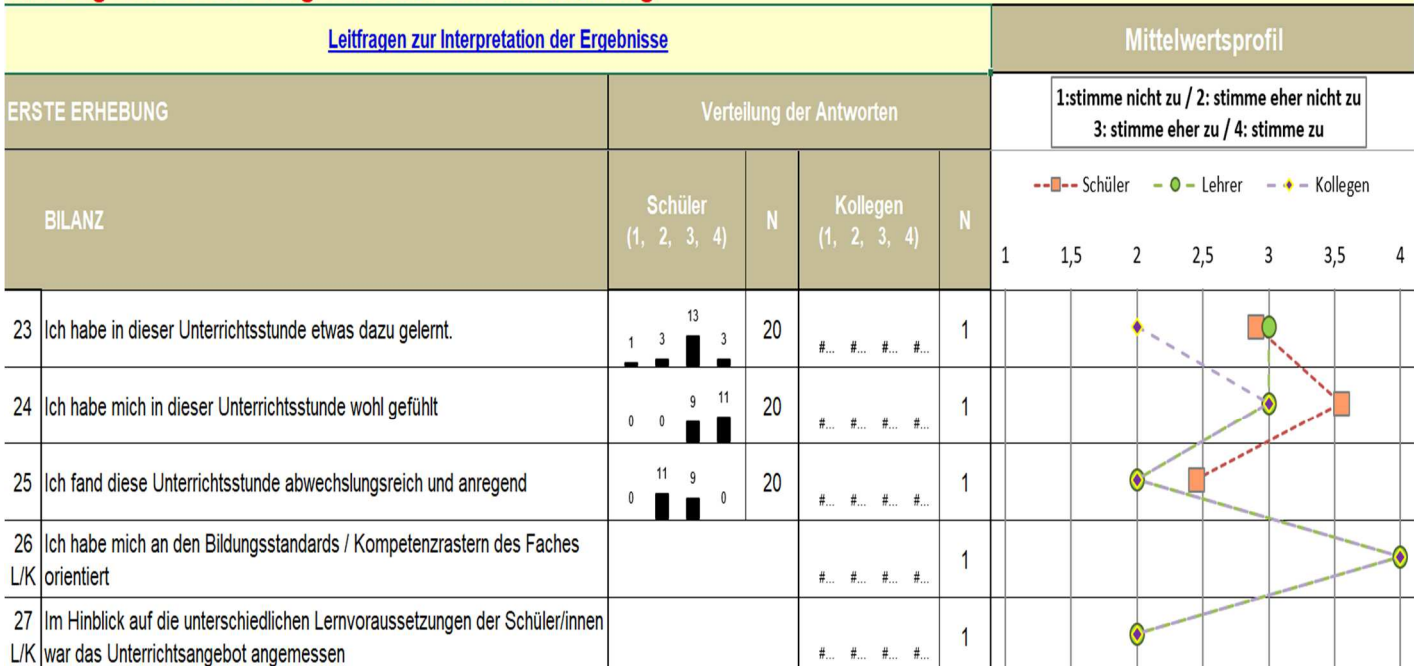 Leitfragen zur Interpretation der Ergebnisse
Mittelwertsprofil
ERSTE ERHEBUNG
Verteilung der Antworten
1:stimme nicht zu / 2: stimme eher nicht zu
3: stimme eher zu / 4: stimme zu
Schüler Lehrer Kollegen
BILANZ
Schüler
(1, 2, 3, 4)
N
Kollegen
(1, 2, 3, 4)
N
1 1,5 2 2,5 3 3,5 4
23 Ich habe in dieser Unterrichtsstunde etwas dazu gelernt.
1 3 13 3
20
#... #... #... #...
1
24 Ich habe mich in dieser Unterrichtsstunde wohl gefühlt
0 0 9 11
20
#... #... #... #...
1
25 Ich fand diese Unterrichtsstunde abwechslungsreich und anregend
0 11 9 0
20
#... #... #... #...
1
26 Ich habe mich an den Bildungsstandards / Kompetenzrastern des Faches
L/K orientiert
#... #... #... #...
1
27 Im Hinblick auf die unterschiedlichen Lernvoraussetzungen der Schüler/innen
L/K war das Unterrichtsangebot angemessen
#... #... #... #...
1